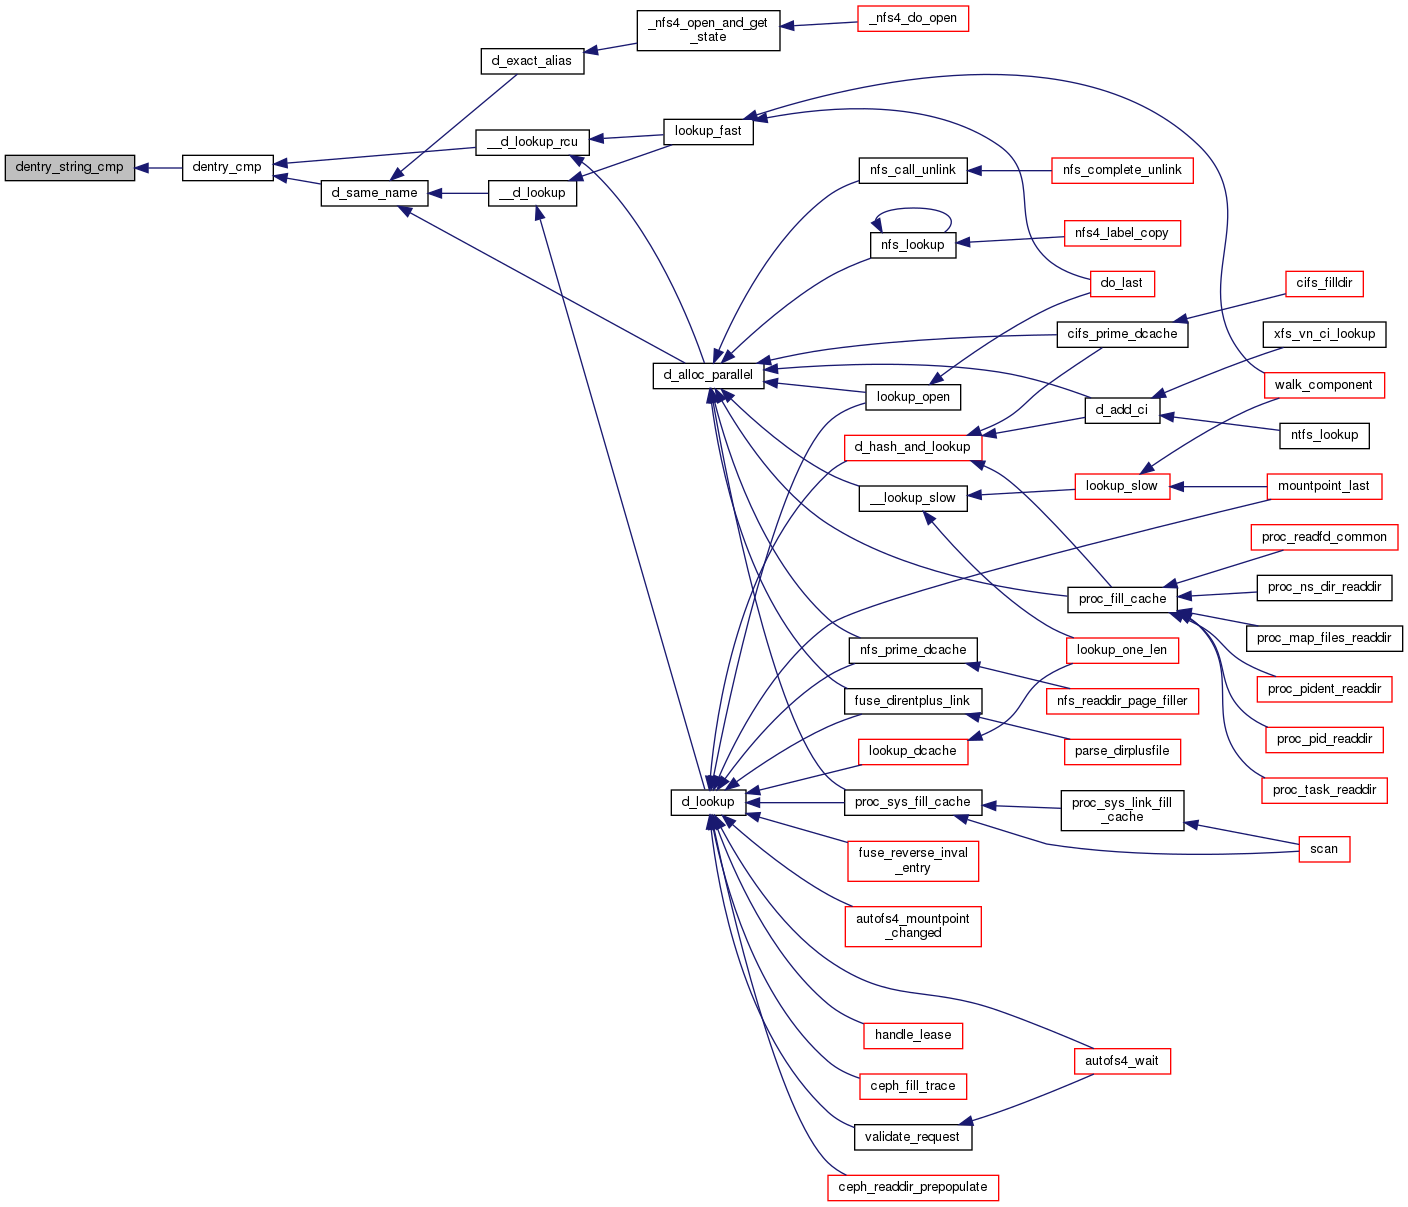 _nfs4_open_and_get
_state
_nfs4_do_open
d_exact_alias
lookup_fast
__d_lookup_rcu
dentry_string_cmp
dentry_cmp
d_same_name
__d_lookup
nfs_call_unlink
nfs_complete_unlink
nfs_lookup
nfs4_label_copy
do_last
cifs_filldir
cifs_prime_dcache
xfs_vn_ci_lookup
d_alloc_parallel
walk_component
lookup_open
d_add_ci
ntfs_lookup
d_hash_and_lookup
lookup_slow
mountpoint_last
__lookup_slow
proc_readfd_common
proc_ns_dir_readdir
proc_fill_cache
proc_map_files_readdir
nfs_prime_dcache
lookup_one_len
proc_pident_readdir
fuse_direntplus_link
nfs_readdir_page_filler
proc_pid_readdir
lookup_dcache
parse_dirplusfile
proc_task_readdir
d_lookup
proc_sys_fill_cache
proc_sys_link_fill
_cache
scan
fuse_reverse_inval
_entry
autofs4_mountpoint
_changed
handle_lease
autofs4_wait
ceph_fill_trace
validate_request
ceph_readdir_prepopulate